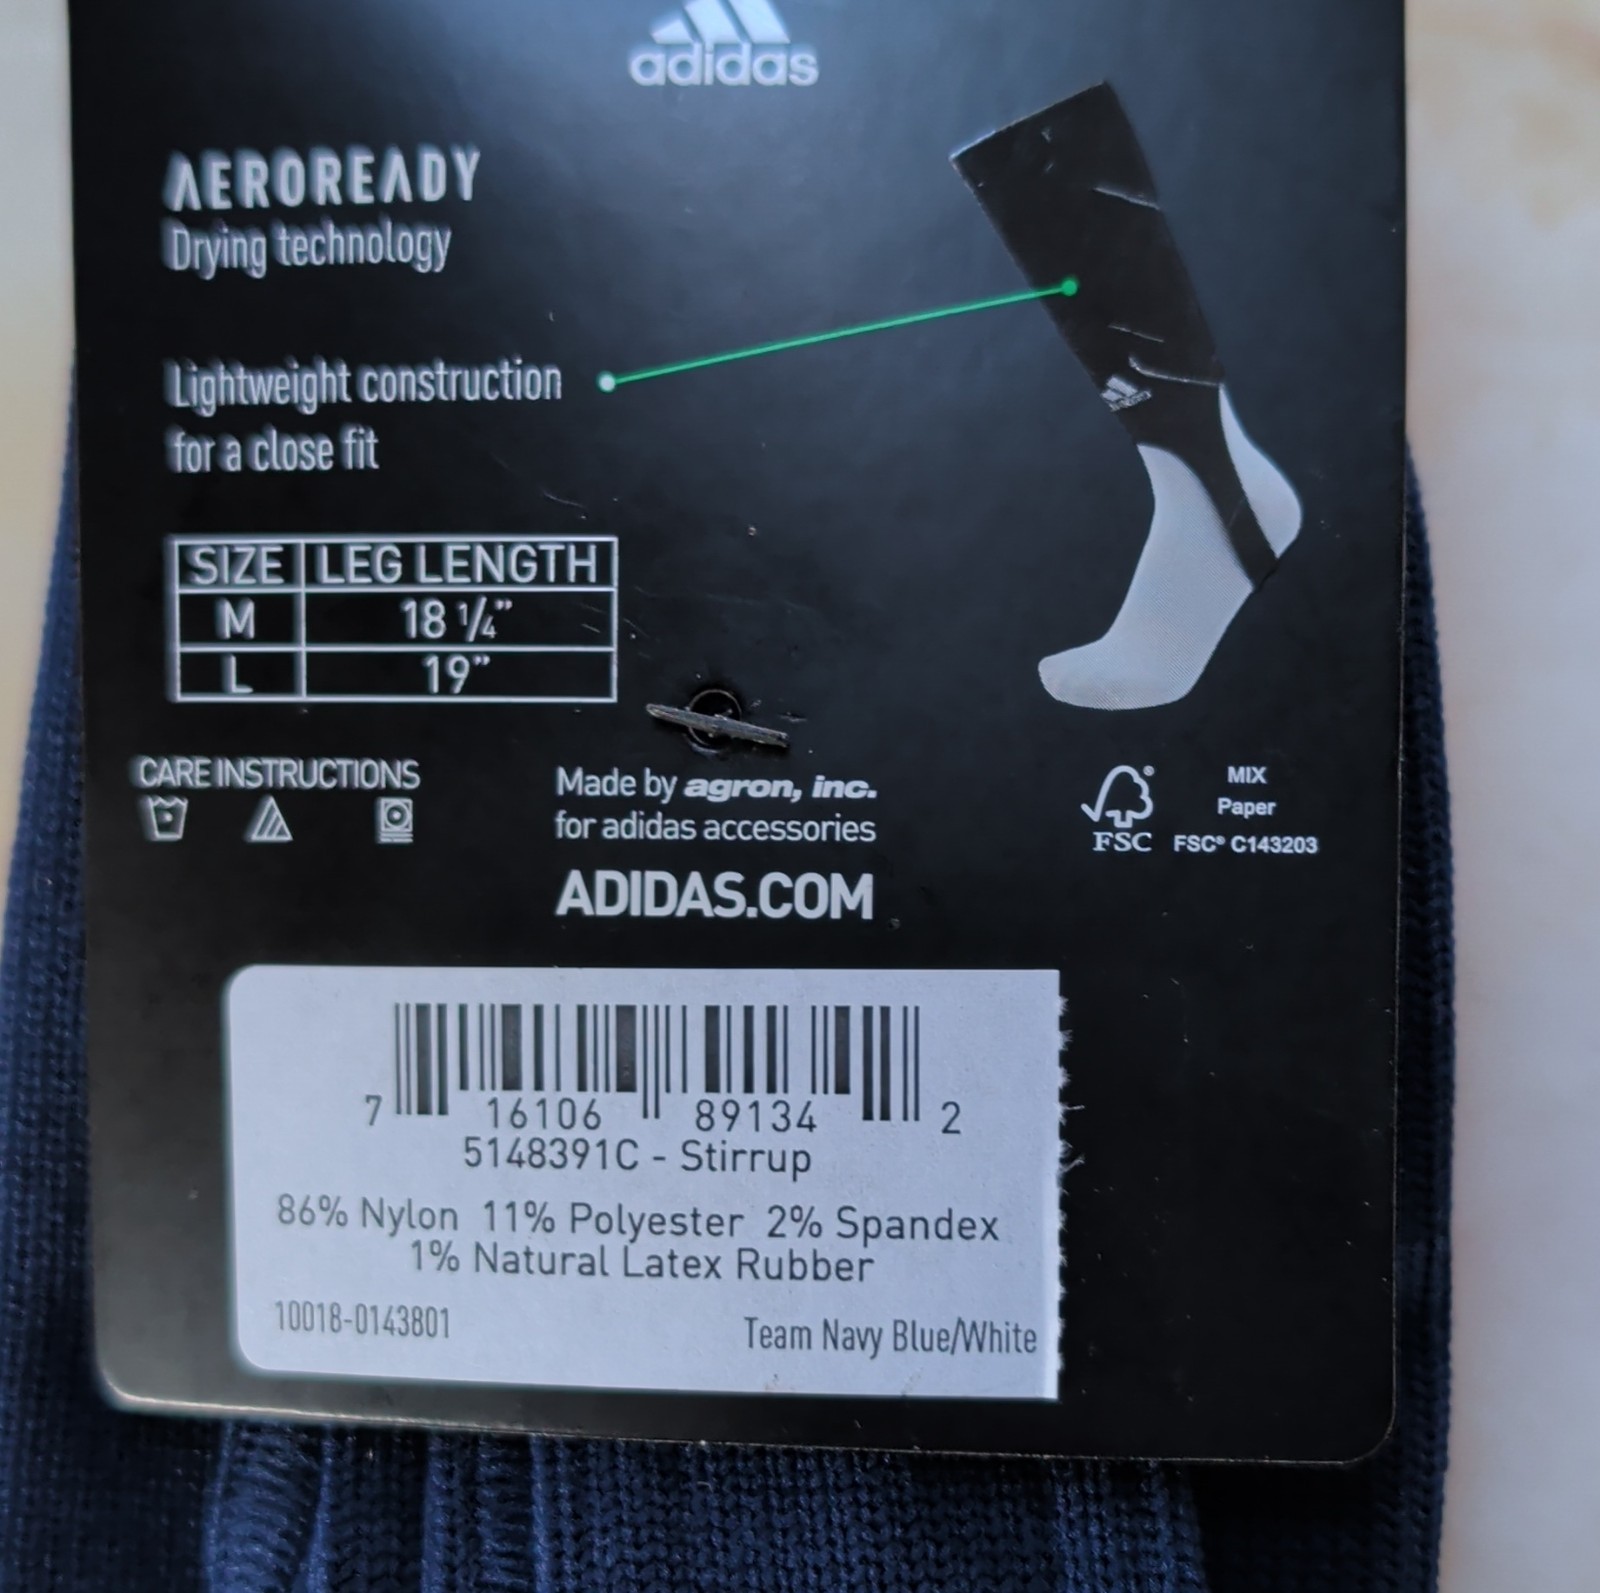 adidas
AEROREADY
Drying technology
Lightweight construction
for a close fit
SIZE LEG LENGTH
M 18 1/4”
L 19”
CARE INSTRUCTIONS
Made by agron, inc.
for adidas accessories
ADIDAS.COM
FSC
MIX
Paper
FSC® C143203
7 16106 89134 2
5148391C - Stirrup
86% Nylon 11% Polyester 2% Spandex
1% Natural Latex Rubber
10018-0143801
Team Navy Blue/White